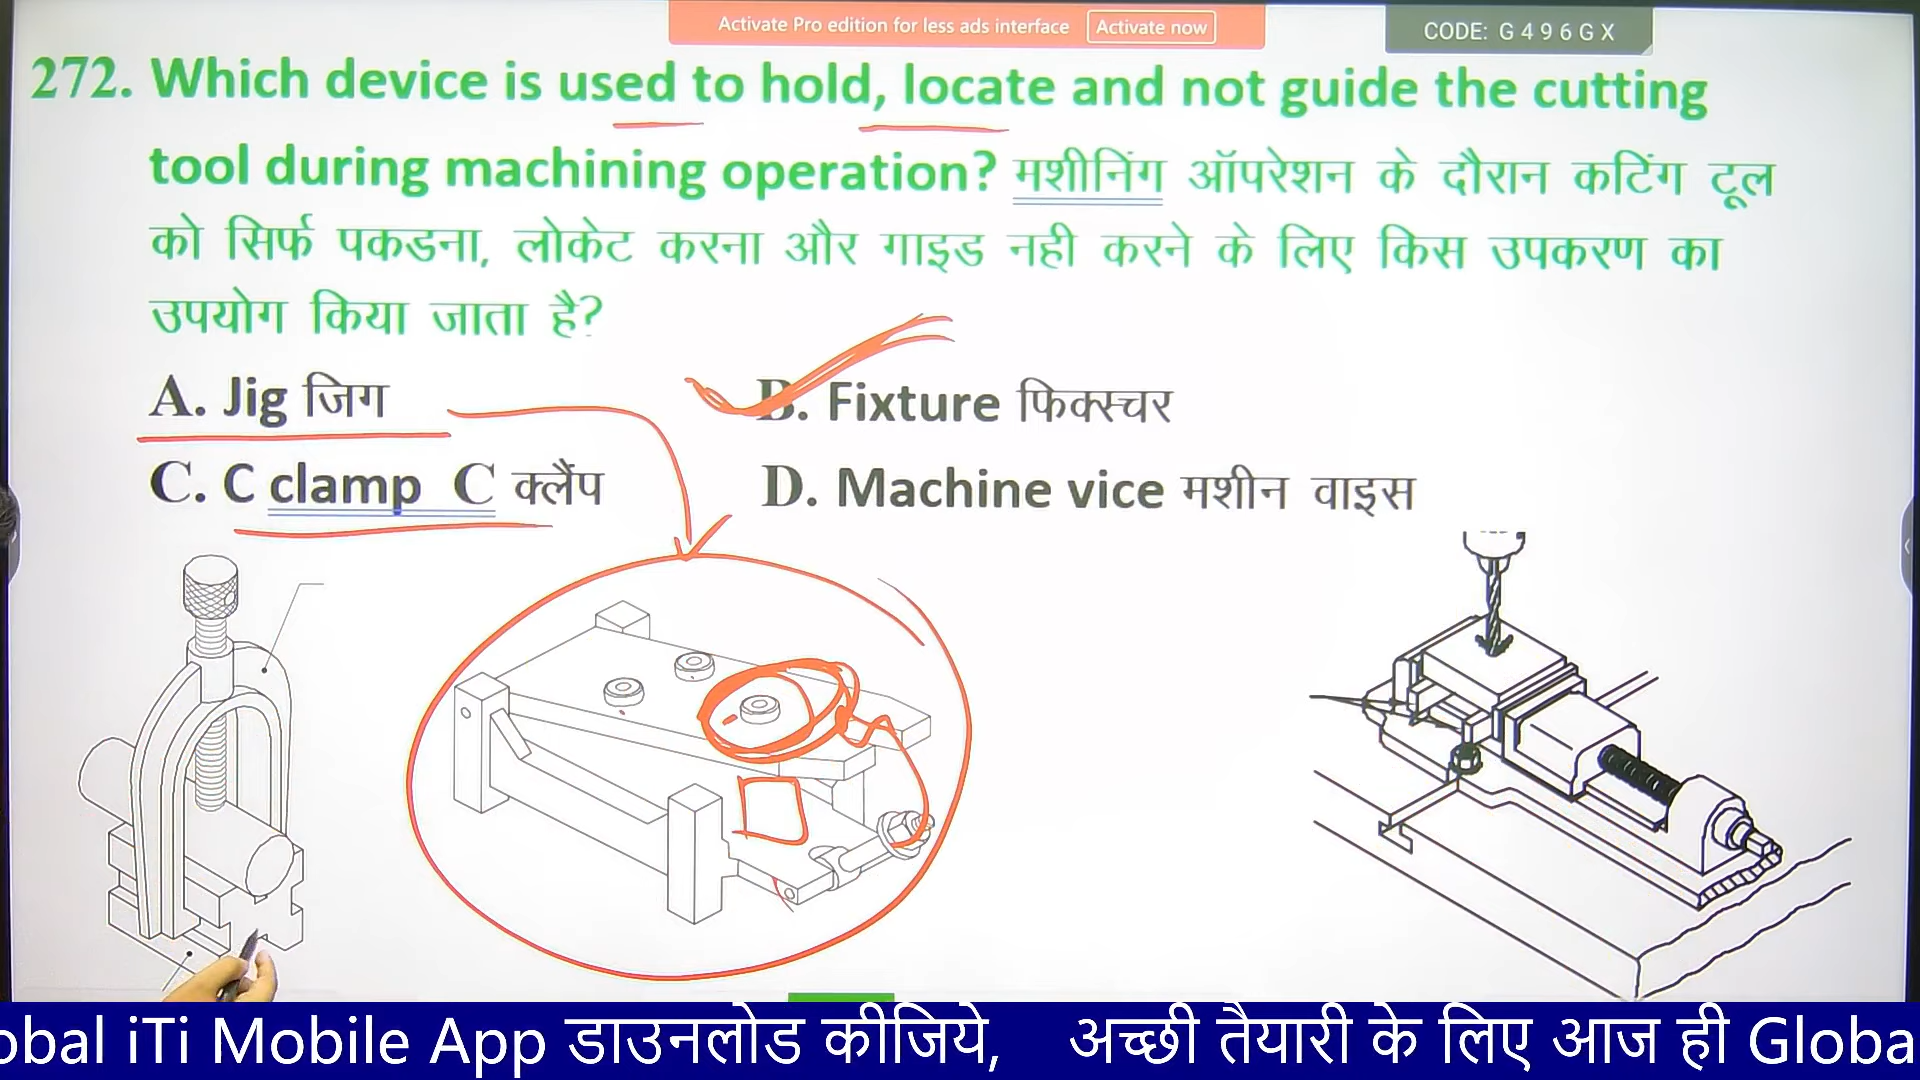 Activate Pro edition for less ads interface Activate now
CODE: G 4 9 6 G X
272. Which device is used to hold, locate and not guide the cutting
tool during machining operation? मशीनिंग ऑपरेशन के दौरान कटिंग टूल
को सिर्फ पकडना, लोकेट करना और गाइड नही करने के लिए किस उपकरण का
उपयोग किया जाता है?
A. Jig जिग
B. Fixture फिक्स्चर
C. C clamp C क्लैंप
D. Machine vice मशीन वाइस
obal iTi Mobile App डाउनलोड कीजिये, अच्छी तैयारी के लिए आज ही Globa